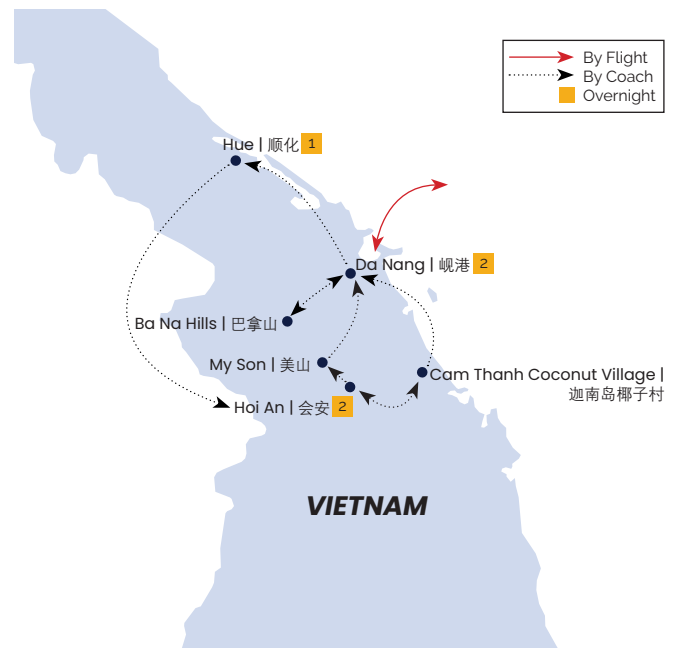 By Flight
By Coach
Overnight
Hue | 顺化 1
Da Nang | 岘港 2
Ba Na Hills | 巴拿山
My Son | 美山
Cam Thanh Coconut Village |
迦南岛椰子村
Hoi An | 会安 2
VIETNAM